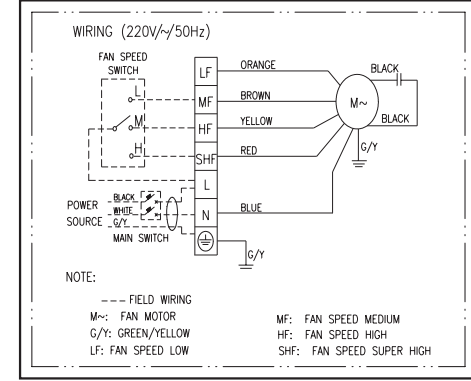 WIRING (220V/~/50Hz)
FAN SPEED
SWITCH
L
M
H
LF
MF
HF
SHF
L
N
ORANGE
BROWN
YELLOW
RED
BLUE
BLACK
M~
BLACK
G/Y
G/Y
POWER
SOURCE
BLACK
WHITE
G/Y
MAIN SWITCH
NOTE:
--- FIELD WIRING
M~: FAN MOTOR
G/Y: GREEN/YELLOW
LF: FAN SPEED LOW
MF: FAN SPEED MEDIUM
HF: FAN SPEED HIGH
SHF: FAN SPEED SUPER HIGH